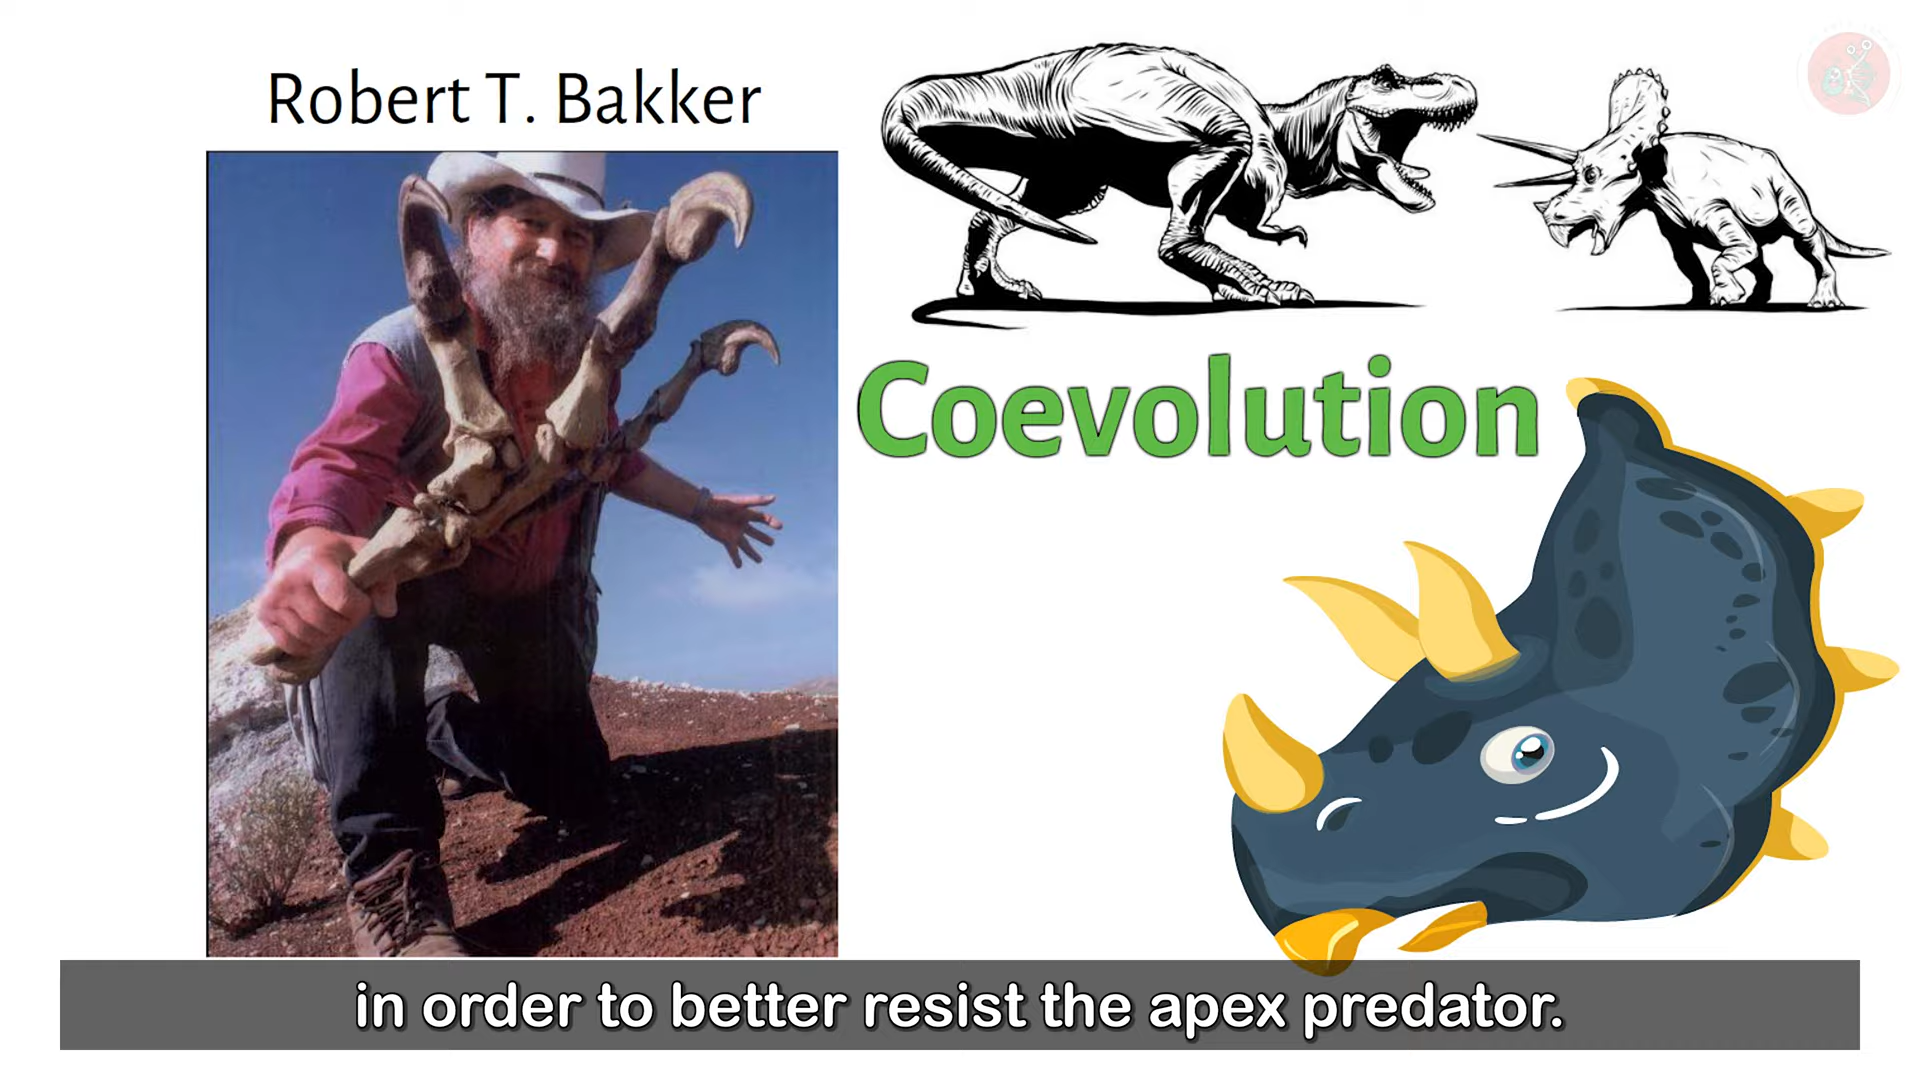 Robert T. Bakker
Coevolution
in order to better resist the apex predator.